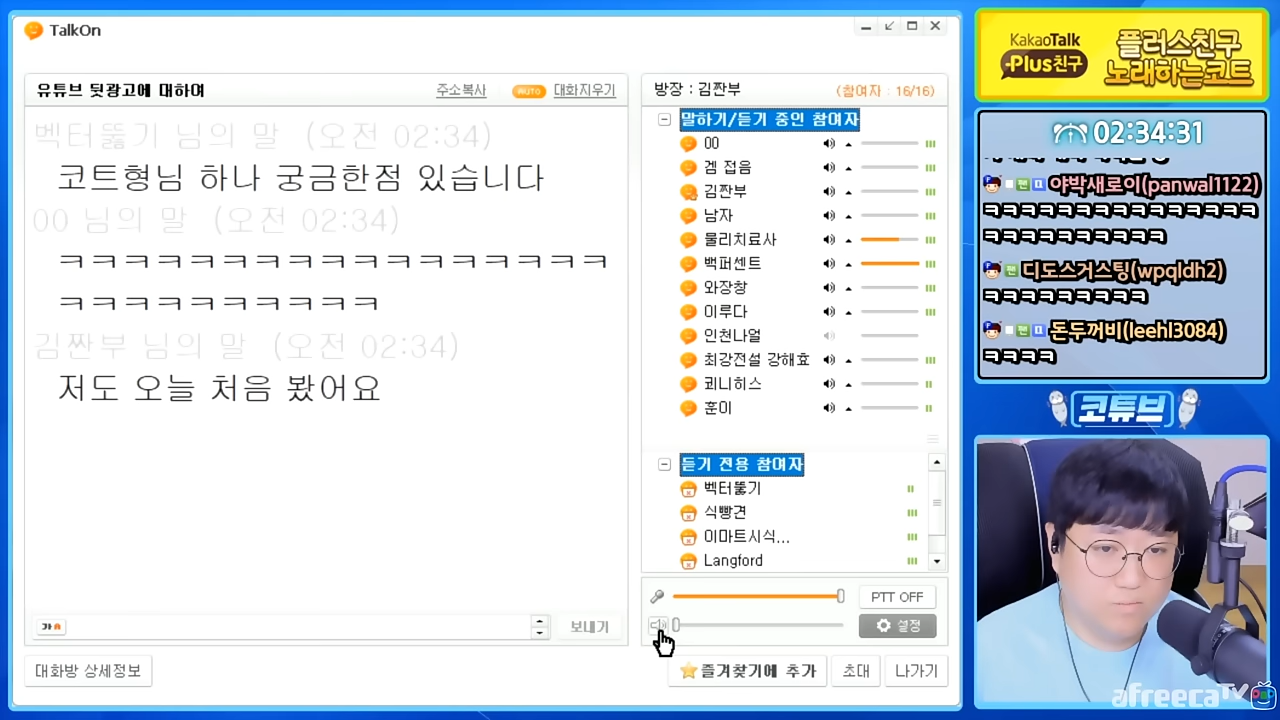 TalkOn
유튜브 뒷광고에 대하여
주소복사
AUTO
대화지우기
벡터뚫기 님의 말 (오전 02:34)
코트형님 하나 궁금한점 있습니다
00 님의 말 (오전 02:34)
ㅋㅋㅋㅋㅋㅋㅋㅋㅋㅋㅋㅋㅋㅋㅋㅋㅋ
ㅋㅋㅋㅋㅋㅋㅋㅋㅋㅋ
김짠부 님의 말 (오전 02:34)
저도 오늘 처음 봤어요
가
보내기
대화방 상세정보
방장 : 김짠부
(참여자 : 16/16)
말하기/듣기 중인 참여자
00
겜 접음
김짠부
남자
물리치료사
백퍼센트
와장창
이루다
인천나얼
최강전설 강해효
쾨니히스
훈이
듣기 전용 참여자
벡터뚫기
식빵견
이마트시식...
Langford
PTT OFF
설정
즐겨찾기에 추가
초대
나가기
KakaoTalk
Plus친구
플러스친구
노래하는코트
02:34:31
팬
야박새로이(panwal1122)
ㅋㅋㅋㅋㅋㅋㅋㅋㅋㅋㅋㅋㅋㅋㅋ
ㅋㅋㅋㅋㅋㅋㅋㅋㅋㅋ
팬
디도스거스팅(wpqldh2)
ㅋㅋㅋㅋㅋㅋㅋㅋㅋ
팬
돈두꺼비(leehl3084)
ㅋㅋㅋㅋ
코튜브
afreecaTV